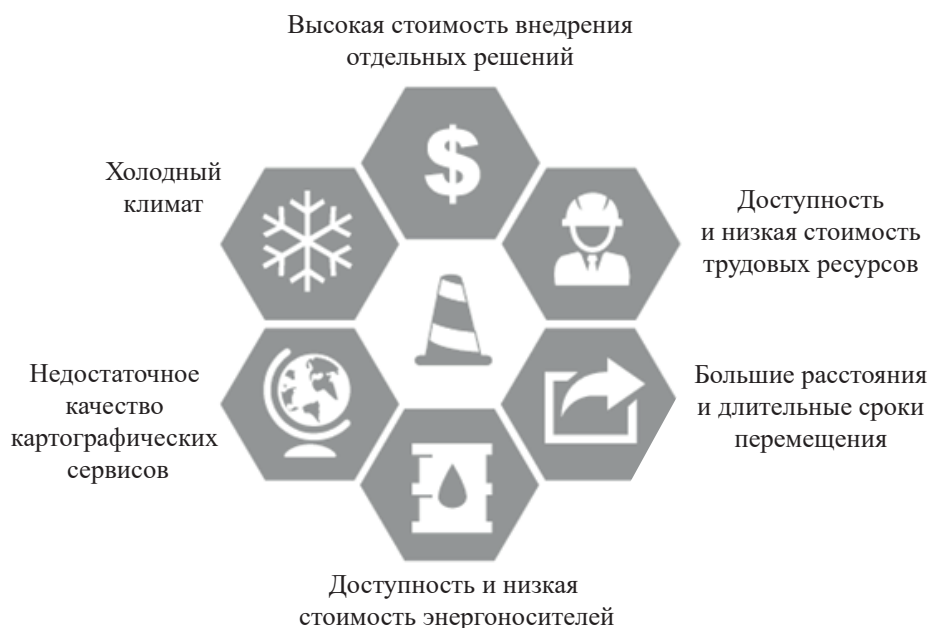 Высокая стоимость внедрения
отдельных решений
Холодный
климат
Доступность
и низкая стоимость
трудовых ресурсов
Недостаточное
качество
картографических
сервисов
Большие расстояния
и длительные сроки
перемещения
Доступность и низкая
стоимость энергоносителей